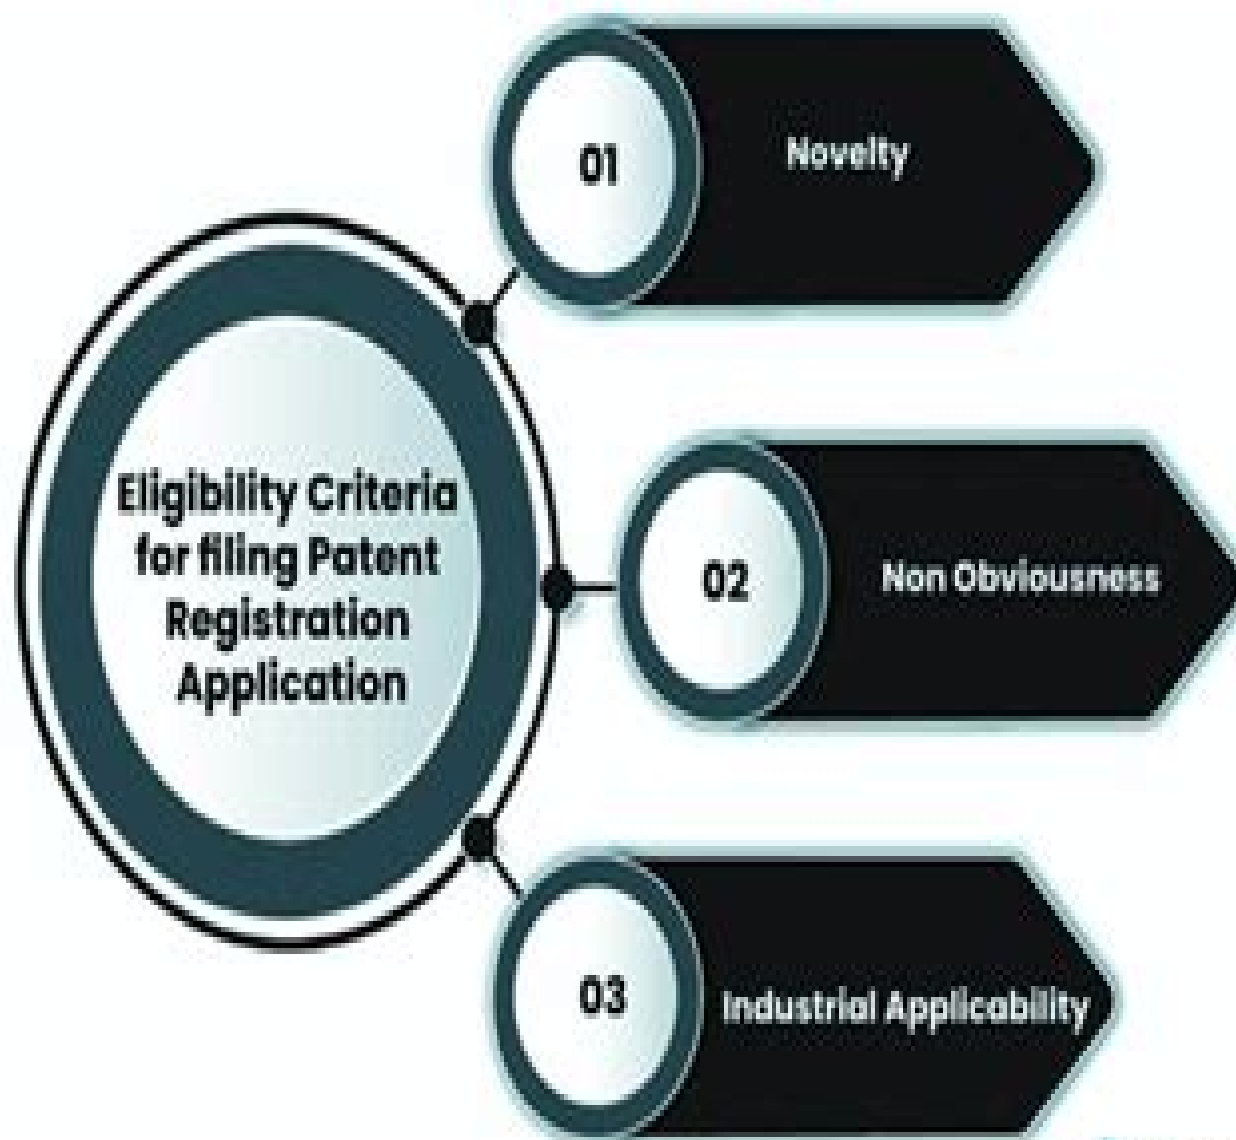 01
Novelty
Eligibility Criteria
for filing Patent
Registration
Application
02
Non Obviousness
03
Industrial Applicability